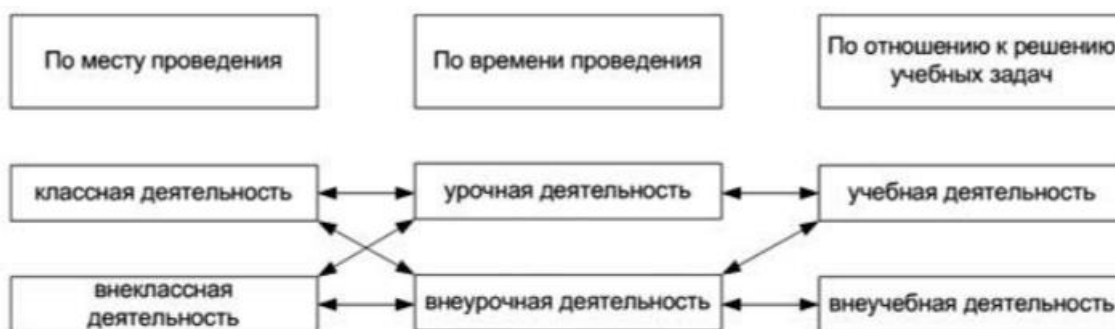 По месту проведения
По времени проведения
По отношению к решению
учебных задач
классная деятельность
урочная деятельность
учебная деятельность
внеклассная
деятельность
внеурочная деятельность
внеучебная деятельность